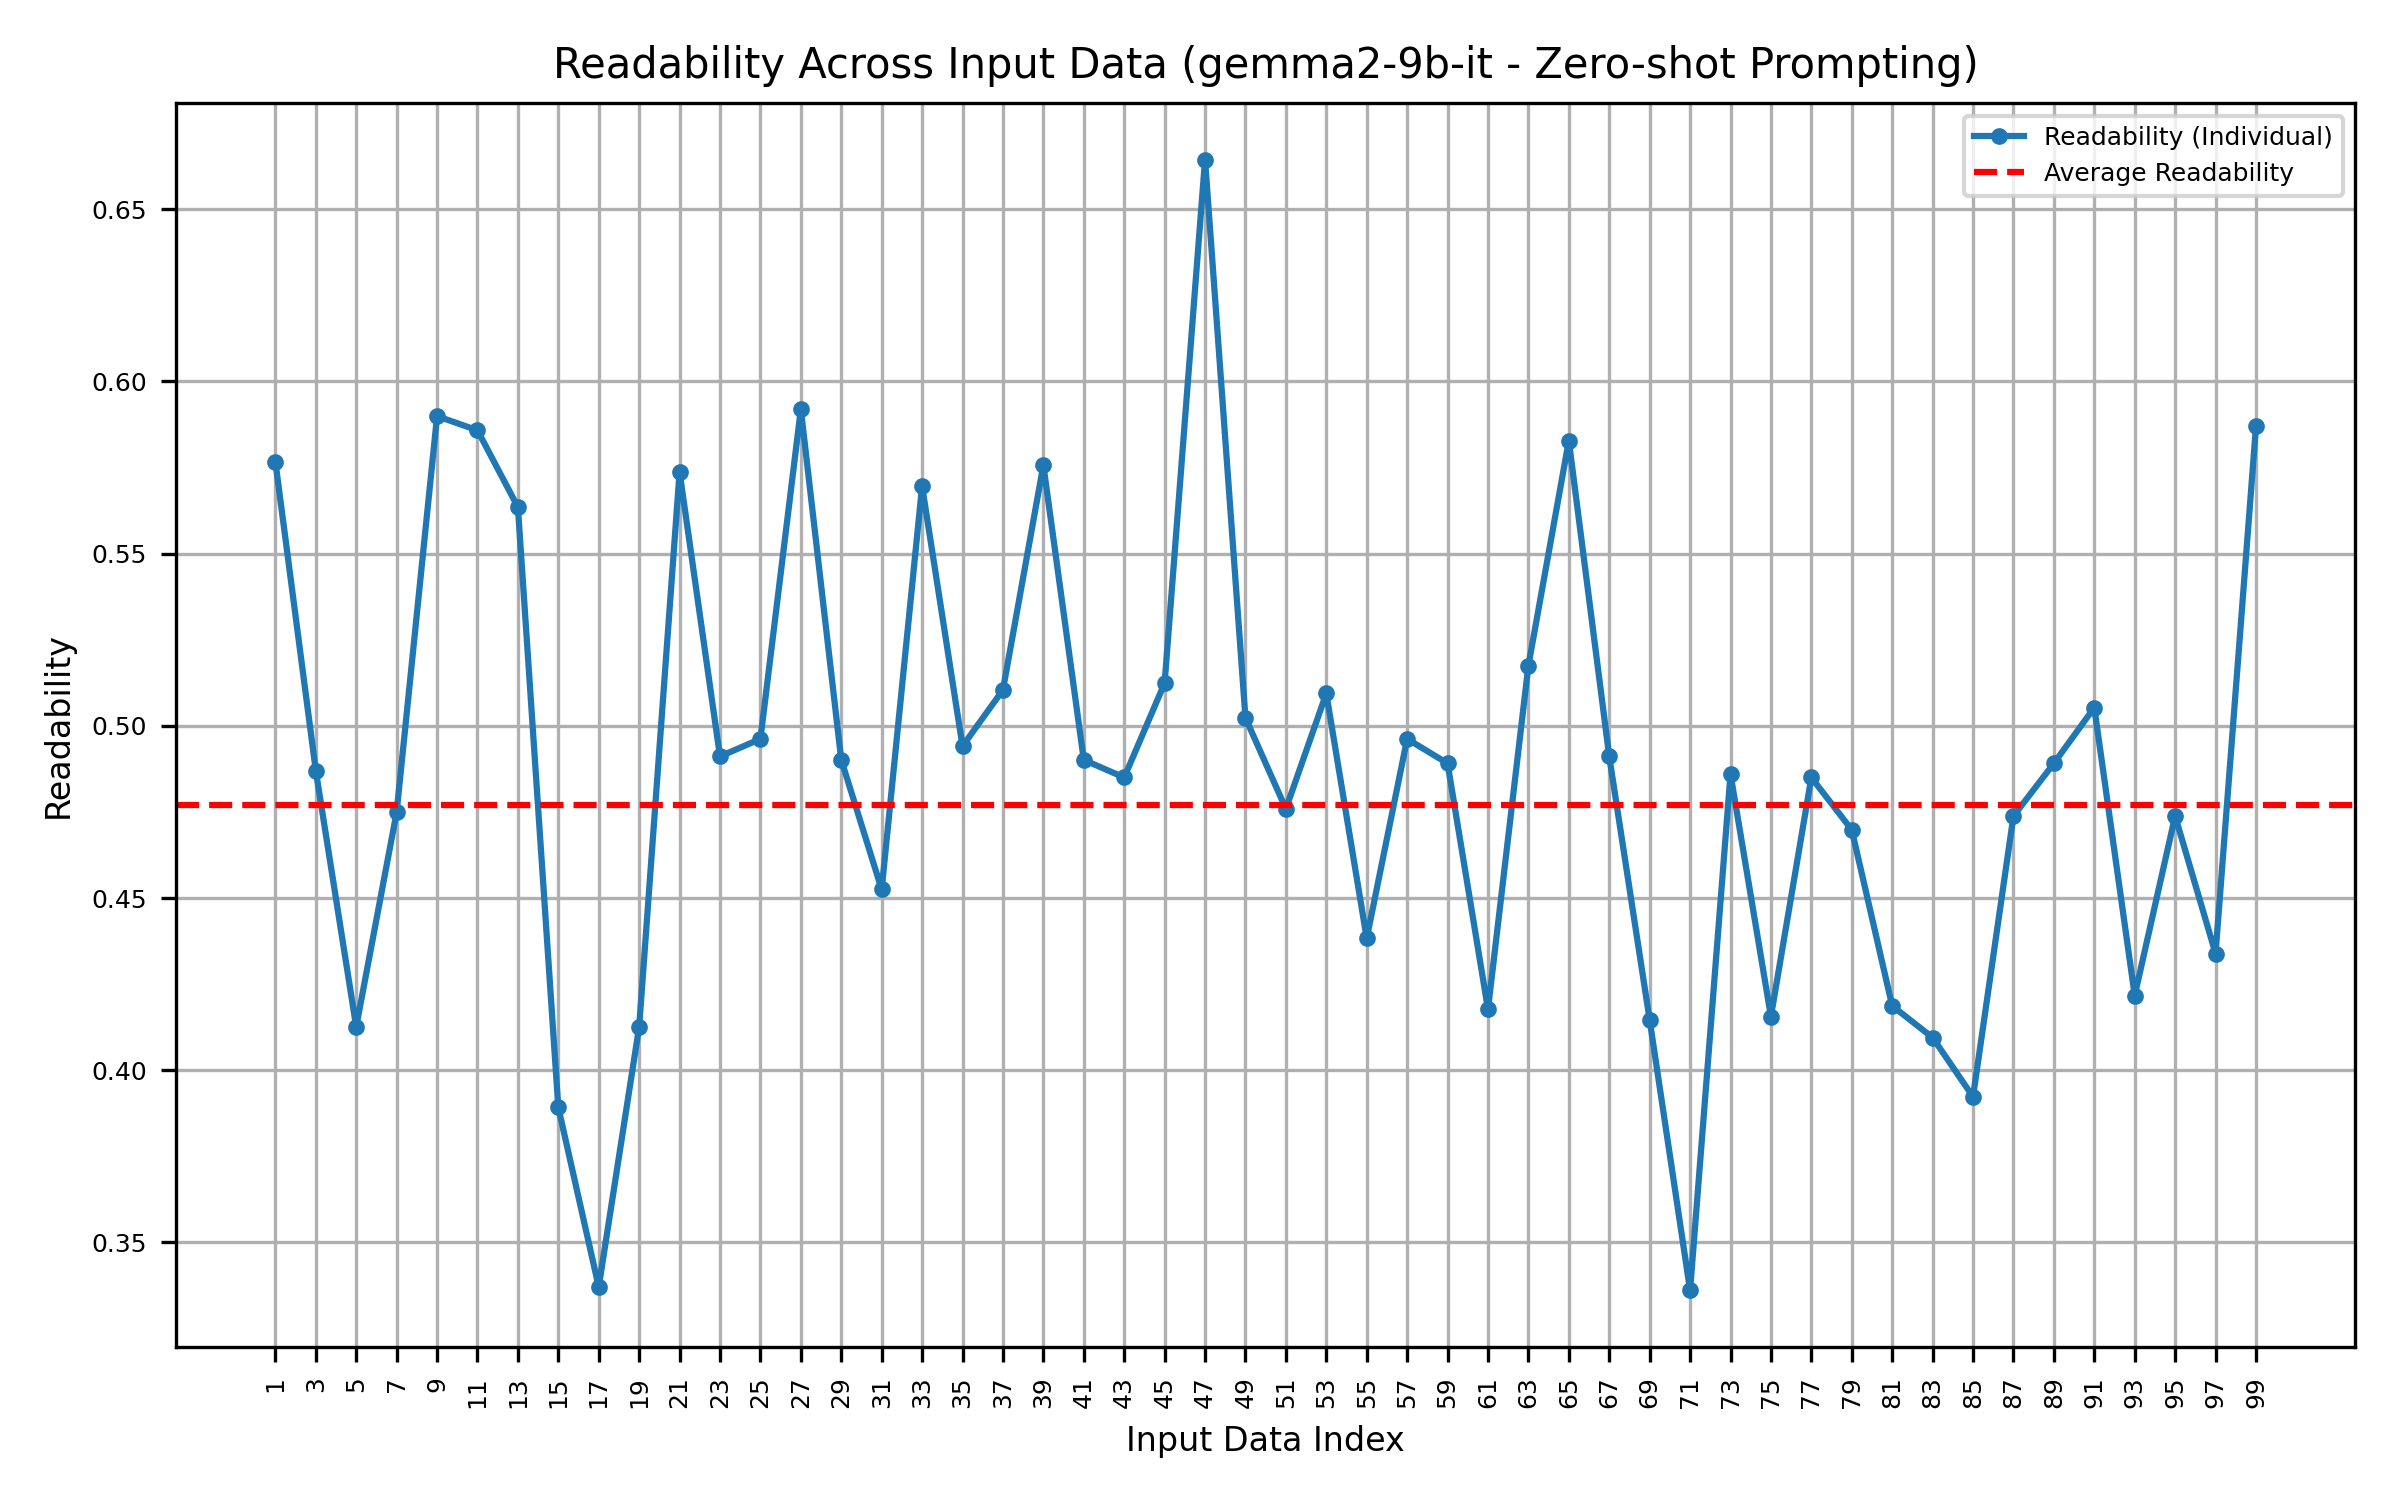 Readability Across Input Data (gemma2-9b-it - Zero-shot Prompting)
Readability (Individual)
Average Readability
Readability
0.65
0.60
0.55
0.50
0.45
0.40
0.35
1 3 5 7 9 11 13 15 17 19 21 23 25 27 29 31 33 35 37 39 41 43 45 47 49 51 53 55 57 59 61 63 65 67 69 71 73 75 77 79 81 83 85 87 89 91 93 95 97 99
Input Data Index